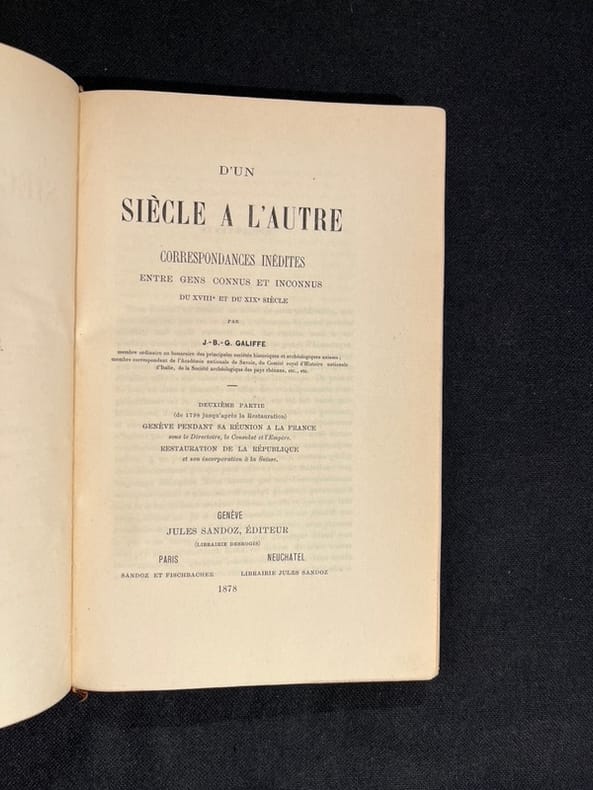 D'UN
SIÈCLE A L'AUTRE
CORRESPONDANCES INÉDITES
ENTRE GENS CONNUS ET INCONNUS
DU XVIIIe ET DU XIXe SIÈCLE
PAR
J.-B.-G. GALIFFE
membre ordinaire ou honoraire des principales sociétés historiques et archéologiques suisses ;
membre correspondant de l'Académie nationale de Savoie, du Comité royal d'Histoire nationale
d'Italie, de la Société archéologique des pays rhénans, etc., etc.
DEUXIÈME PARTIE
(de 1798 jusqu'après la Restauration)
GENÈVE PENDANT SA RÉUNION A LA FRANCE
sous le Directoire, le Consulat et l'Empire.
RESTAURATION DE LA RÉPUBLIQUE
et son incorporation à la Suisse.
GENÈVE
JULES SANDOZ, ÉDITEUR
(LIBRAIRIE DESROGIS)
PARIS NEUCHATEL
SANDOZ ET FISCHBACHER LIBRAIRIE JULES SANDOZ
1878